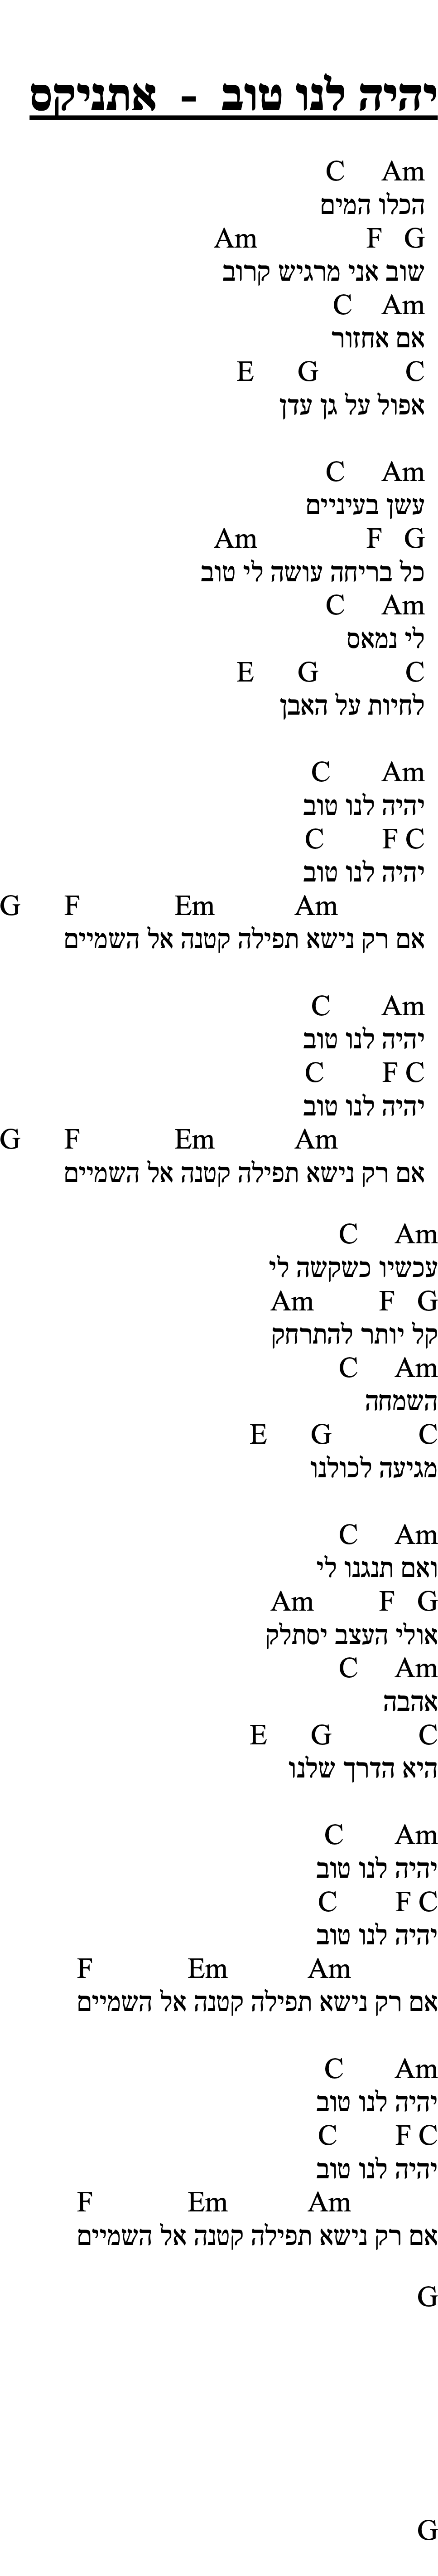 יהיה לנו טוב - אתניקס
C Am
הכלו המים
Am F G
שוב אני מרגיש קרוב
C Am
אם אחזור
E G C
אפול על גן עדן
C Am
עשן בעיניים
Am F G
כל בריחה עושה לי טוב
C Am
לי נמאס
E G C
לחיות על האבן
C Am
יהיה לנו טוב
C F C
יהיה לנו טוב
G F Em Am
אם רק נישא תפילה קטנה אל השמיים
C Am
יהיה לנו טוב
C F C
יהיה לנו טוב
G F Em Am
אם רק נישא תפילה קטנה אל השמיים
C Am
עכשיו כשקשה לי
Am F G
קל יותר להתרחק
C Am
השמחה
E G C
מגיעה לכולנו
C Am
ואם תנגנו לי
Am F G
אולי העצב יסתלק
C Am
אהבה
E G C
היא הדרך שלנו
C Am
יהיה לנו טוב
C F C
יהיה לנו טוב
F Em Am
אם רק נישא תפילה קטנה אל השמיים
C Am
יהיה לנו טוב
C F C
יהיה לנו טוב
F Em Am
אם רק נישא תפילה קטנה אל השמיים
G
G